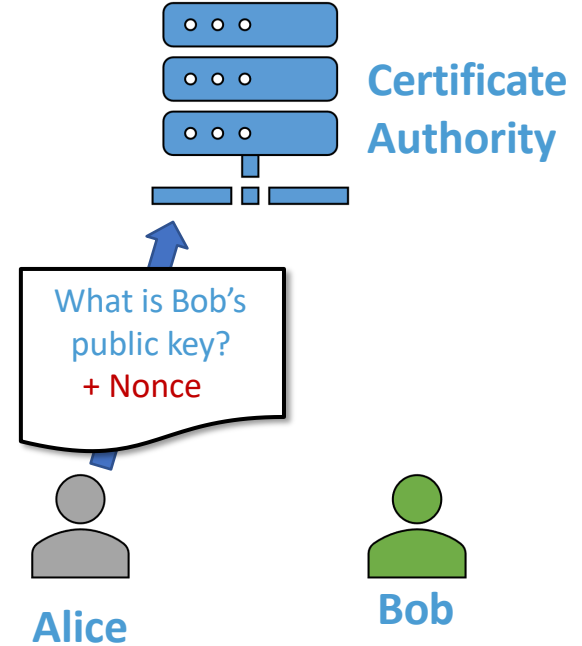 Certificate
Authority
What is Bob’s
public key?
+ Nonce
Alice
Bob